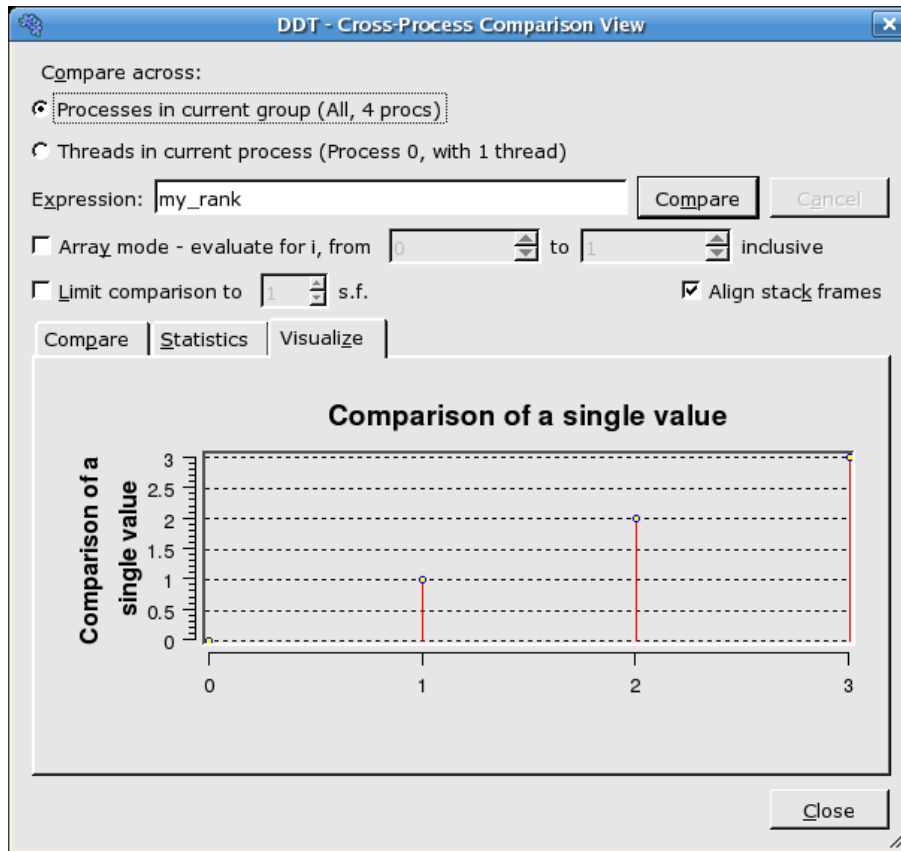 DDT - Cross-Process Comparison View
Compare across:
Processes in current group (All, 4 procs)
Threads in current process (Process 0, with 1 thread)
Expression: my_rank Compare Cancel
Array mode - evaluate for i, from 0 to 1 inclusive
Limit comparison to 1 s.f. Align stack frames
Compare Statistics Visualize
Comparison of a single value
Comparison of a
single value
3
2.5
2
1.5
1
0.5
0
0 1 2 3
Close